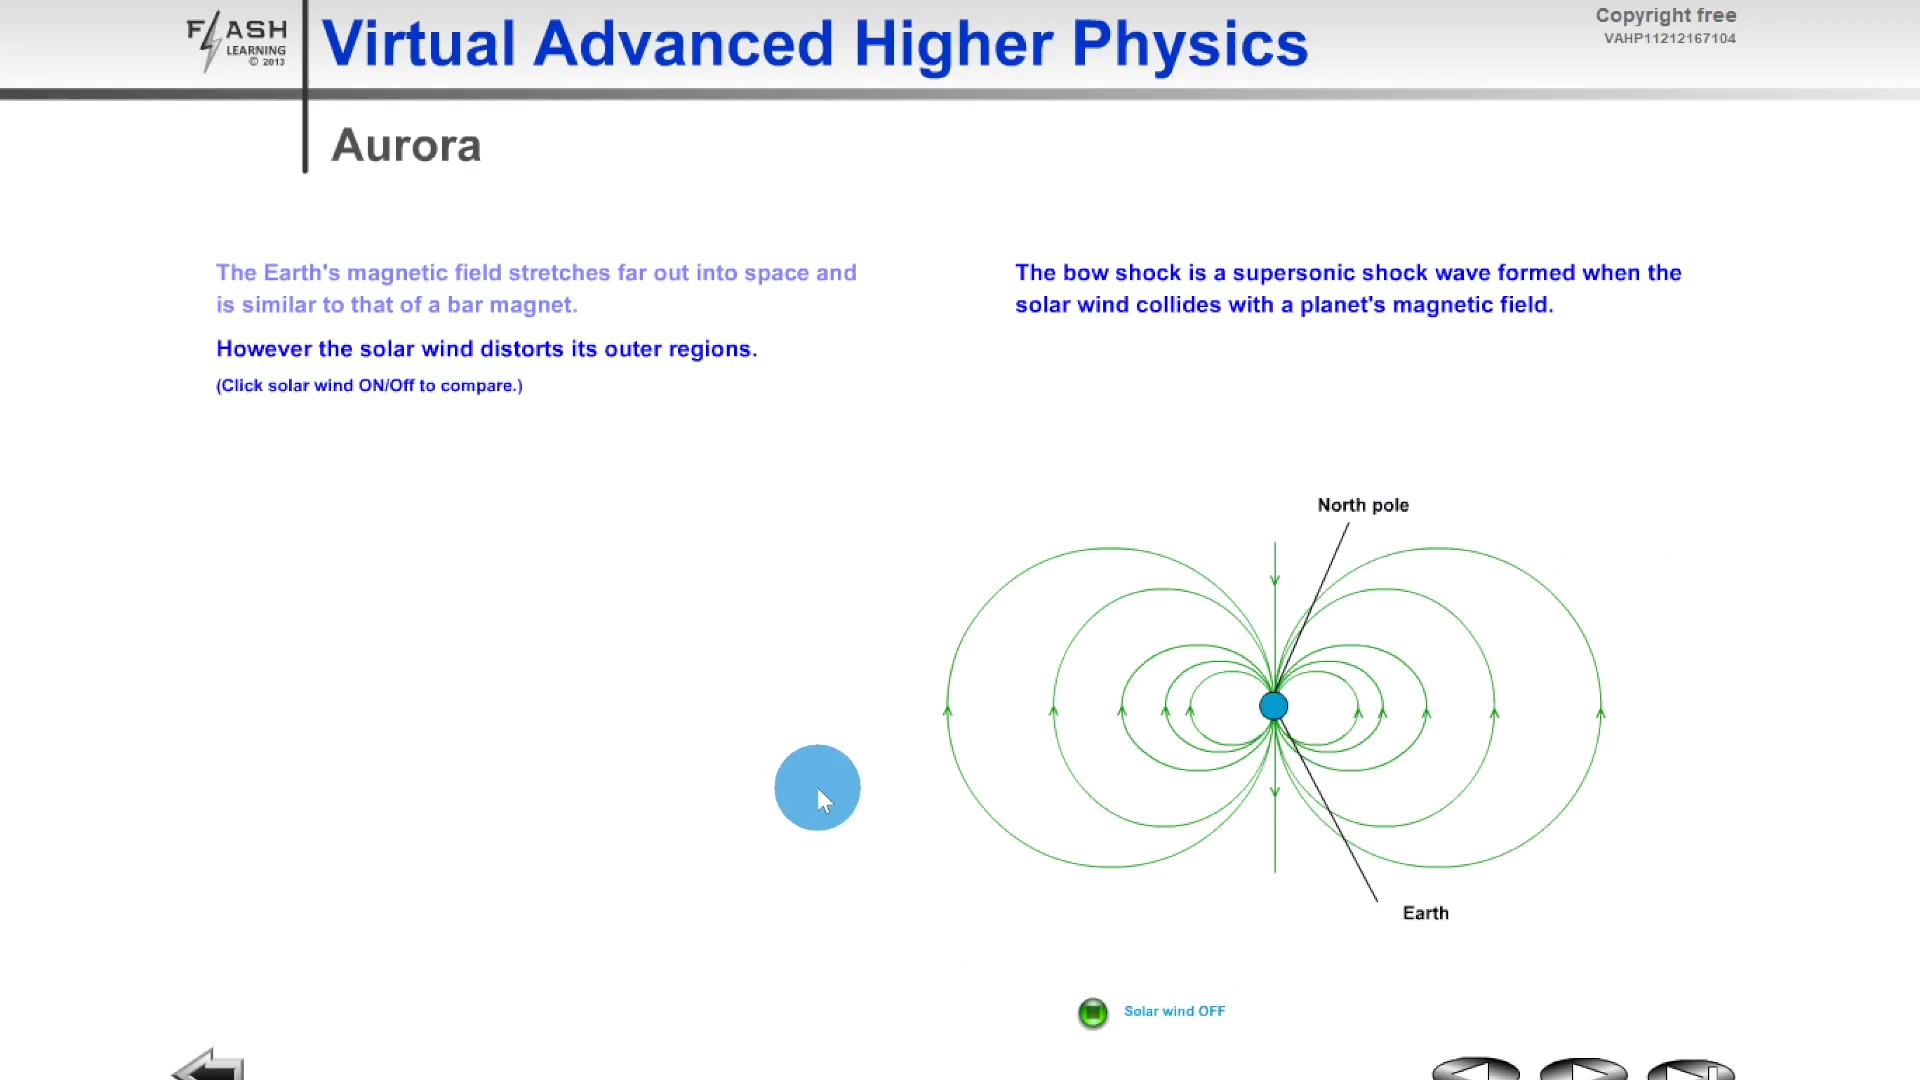 FLASH
LEARNING
© 2013
Virtual Advanced Higher Physics
Copyright free
VAHP11212167104
Aurora
The Earth's magnetic field stretches far out into space and
is similar to that of a bar magnet.
However the solar wind distorts its outer regions.
(Click solar wind ON/Off to compare.)
The bow shock is a supersonic shock wave formed when the
solar wind collides with a planet's magnetic field.
North pole
Earth
Solar wind OFF